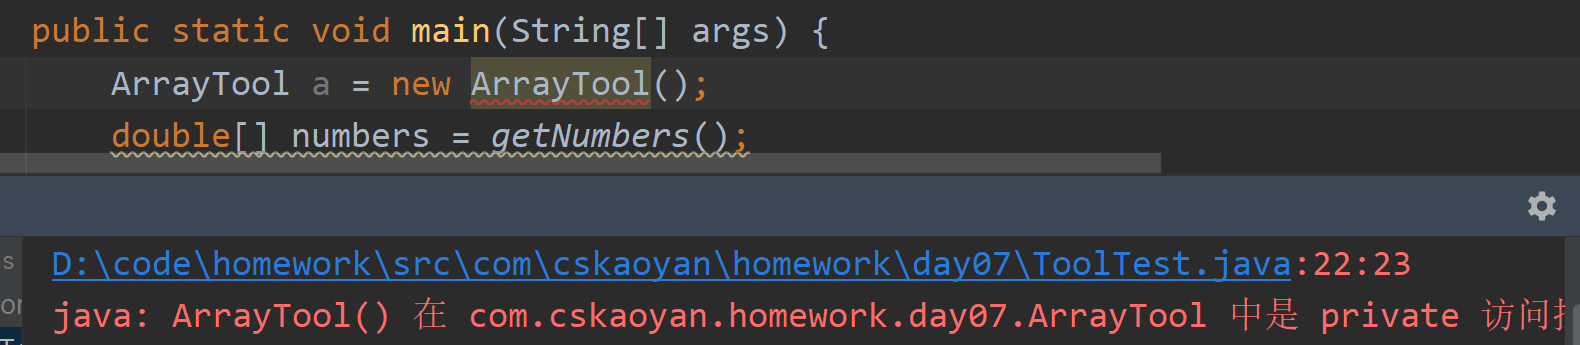 public static void main(String[] args) {
ArrayTool a = new ArrayTool();
double[] numbers = getNumbers();
s
D:\code\homework\src\com\cskaoyan\homework\day07\ToolTest.java:22:23
or
java: ArrayTool() 在 com.cskaoyan.homework.day07.ArrayTool 中是 private 访问